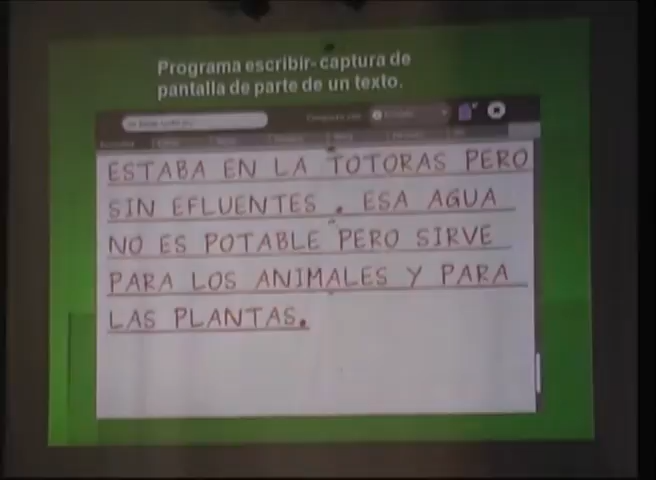 Programa escribir- captura de
pantalla de parte de un texto.
ESTABA EN LA TOTORAS PERO
SIN EFLUENTES . ESA AGUA
NO ES POTABLE PERO SIRVE
PARA LOS ANIMALES Y PARA
LAS PLANTAS.